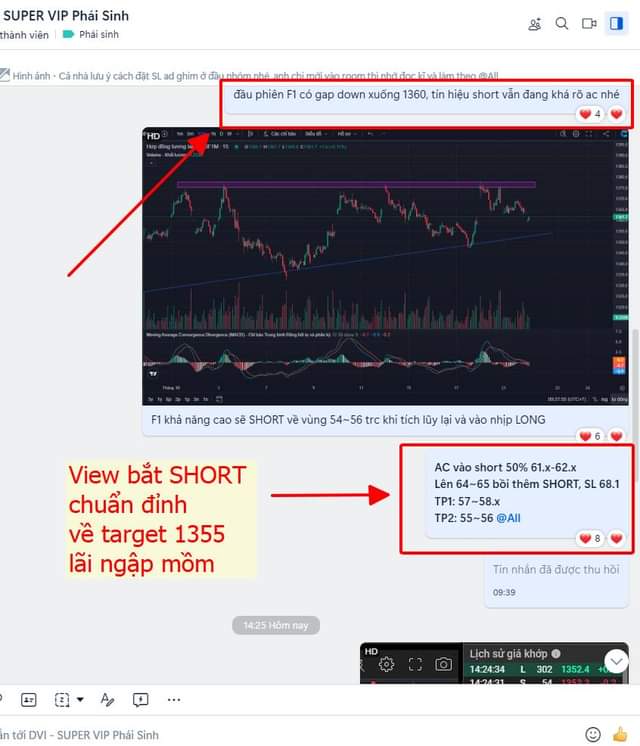 SUPER VIP Phái Sinh
thành viên
Phái sinh
Hình ảnh - Cả nhà lưu ý cách đặt SL ad ghim ở đầu nhóm nhé, anh chị mới vào room thì nhớ đọc kĩ và làm theo @All
đầu phiên F1 có gap down xuống 1360, tín hiệu short vẫn đang khá rõ ac nhé
4
HD
Các chỉ báo
F1 khả năng cao sẽ SHORT về vùng 54~56 trc khi tích lũy lại và vào nhịp LONG
6
AC vào short 50% 61.x-62.x
Lên 64~65 bồi thêm SHORT, SL 68.1
TP1: 57~58.x
TP2: 55~56 @All
8
View bắt SHORT
chuẩn đỉnh
về target 1355
lãi ngập mồm
Tin nhắn đã được thu hồi
09:39
14:25 Hôm nay
HD
Lịch sử giá khớp
14:24:34 L 302 1352.4
14:24:31 S 54
tới DVI - SUPER VIP Phái Sinh